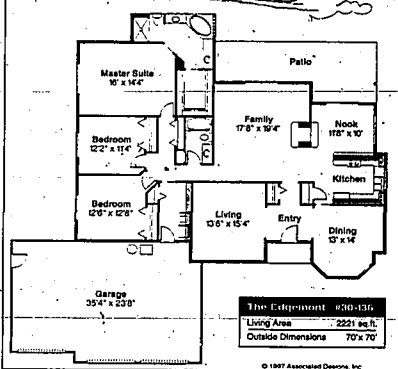 Master Suite
16' x 14'4"
Patio
Family
17'8" x 19'4"
Nook
11'8" x 10'
Bedroom
12'2" x 11'4"
Kitchen
Bedroom
12'6" x 12'8"
Living
13'6" x 15'4"
Entry
Dining
13' x 14'
Garage
35'4" x 23'8"
The Edgemont #30-136
Living Area 2221 sq.ft.
Outside Dimensions 70' x 70'
© 1997 Associated Designs, Inc